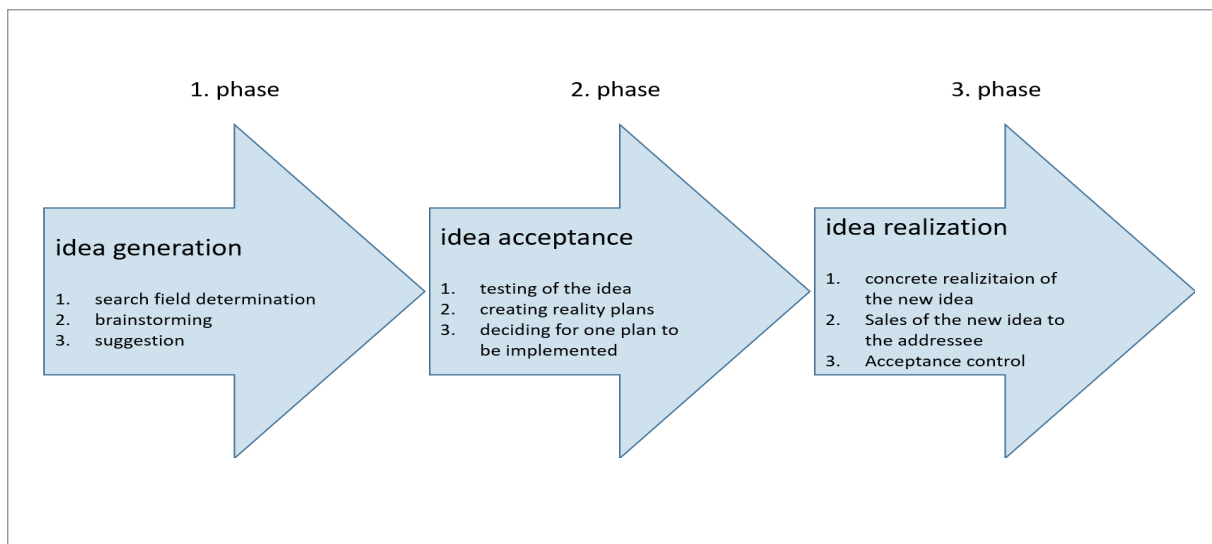 1. phase
2. phase
3. phase
idea generation
1. search field determination
2. brainstorming
3. suggestion
idea acceptance
1. testing of the idea
2. creating reality plans
3. deciding for one plan to
be implemented
idea realization
1. concrete realizitaion of
the new idea
2. Sales of the new idea to
the addressee
3. Acceptance control